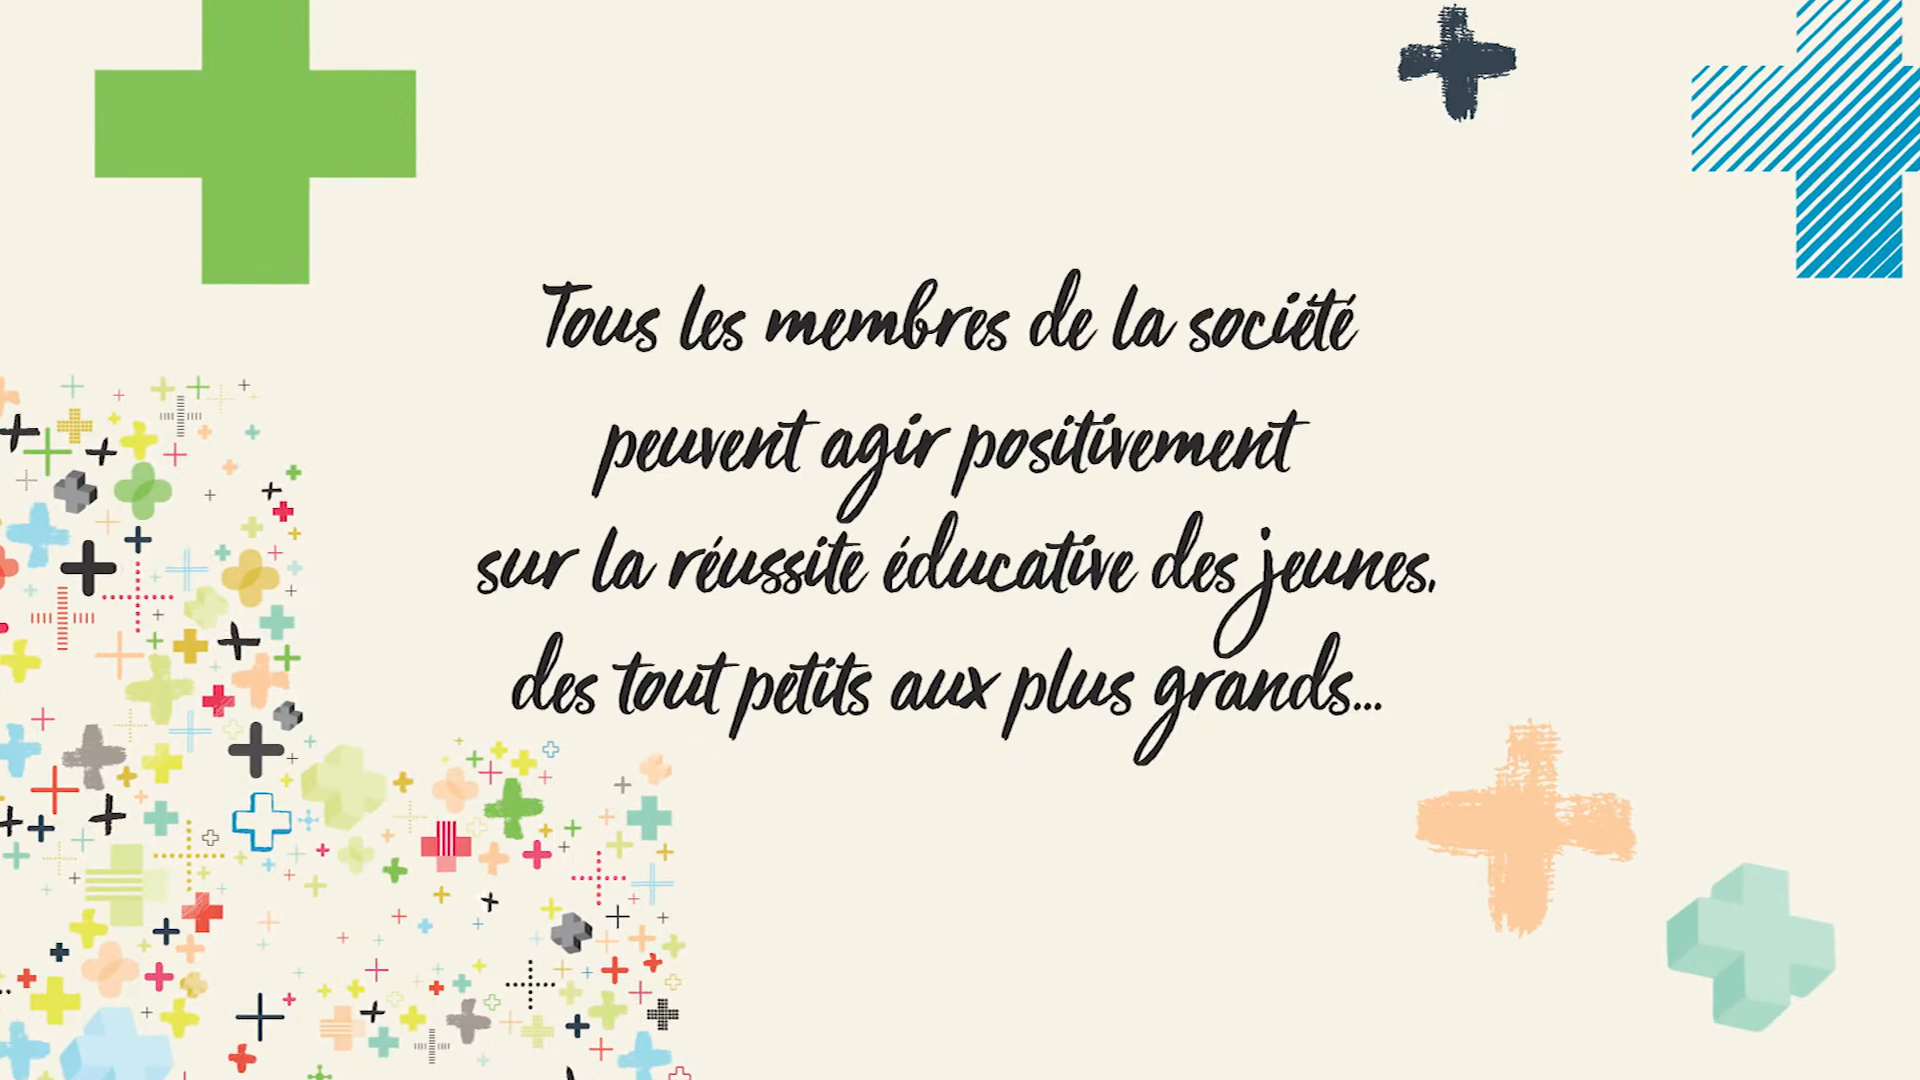 Tous les membres de la société
peuvent agir positivement
sur la réussite éducative des jeunes,
des tout petits aux plus grands...